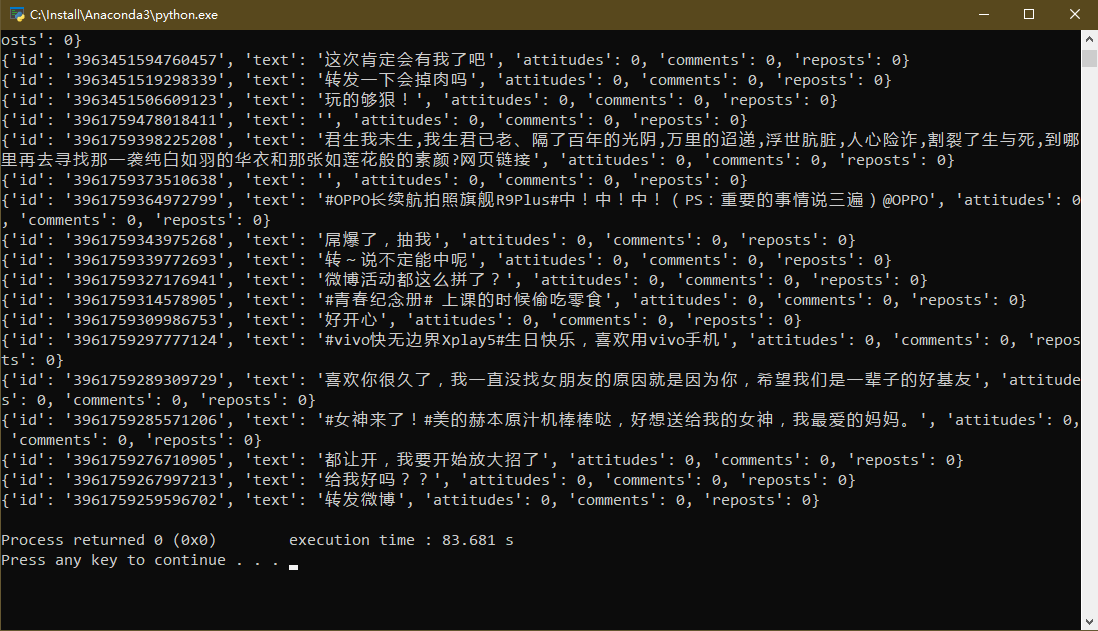 C:\Install\Anaconda3\python.exe
osts': 0}
{'id': '3963451594760457', 'text': '这次肯定会有我了吧', 'attitudes': 0, 'comments': 0, 'reposts': 0}
{'id': '3963451519298339', 'text': '转发一下会掉肉吗', 'attitudes': 0, 'comments': 0, 'reposts': 0}
{'id': '3963451506609123', 'text': '玩的够狠！', 'attitudes': 0, 'comments': 0, 'reposts': 0}
{'id': '3961759478018411', 'text': '', 'attitudes': 0, 'comments': 0, 'reposts': 0}
{'id': '3961759398225208', 'text': '君生我未生,我生君已老、隔了百年的光阴,万里的迢递,浮世肮脏,人心险诈,割裂了生与死,到哪
里再去寻找那一袭纯白如羽的华衣和那张如莲花般的素颜?网页链接', 'attitudes': 0, 'comments': 0, 'reposts': 0}
{'id': '3961759373510638', 'text': '', 'attitudes': 0, 'comments': 0, 'reposts': 0}
{'id': '3961759364972799', 'text': '#OPPO长续航拍照旗舰R9Plus#中！中！中！（PS：重要的事情说三遍）@OPPO', 'attitudes': 0
, 'comments': 0, 'reposts': 0}
{'id': '3961759343975268', 'text': '屌爆了，抽我', 'attitudes': 0, 'comments': 0, 'reposts': 0}
{'id': '3961759339772693', 'text': '转～说不定能中呢', 'attitudes': 0, 'comments': 0, 'reposts': 0}
{'id': '3961759327176941', 'text': '微博活动都这么拼了？', 'attitudes': 0, 'comments': 0, 'reposts': 0}
{'id': '3961759314578905', 'text': '#青春纪念册# 上课的时候偷吃零食', 'attitudes': 0, 'comments': 0, 'reposts': 0}
{'id': '3961759309986753', 'text': '好开心', 'attitudes': 0, 'comments': 0, 'reposts': 0}
{'id': '3961759297777124', 'text': '#vivo快无边界Xplay5#生日快乐，喜欢用vivo手机', 'attitudes': 0, 'comments': 0, 'repos
ts': 0}
{'id': '3961759289309729', 'text': '喜欢你很久了，我一直没找女朋友的原因就是因为你，希望我们是一辈子的好基友', 'attitude
s': 0, 'comments': 0, 'reposts': 0}
{'id': '3961759285571206', 'text': '#女神来了！#美的赫本原汁机棒棒哒，好想送给我的女神，我最爱的妈妈。', 'attitudes': 0,
 'comments': 0, 'reposts': 0}
{'id': '3961759276710905', 'text': '都让开，我要开始放大招了', 'attitudes': 0, 'comments': 0, 'reposts': 0}
{'id': '3961759267997213', 'text': '给我好吗？？', 'attitudes': 0, 'comments': 0, 'reposts': 0}
{'id': '3961759259596702', 'text': '转发微博', 'attitudes': 0, 'comments': 0, 'reposts': 0}
Process returned 0 (0x0)        execution time : 83.681 s
Press any key to continue . . .